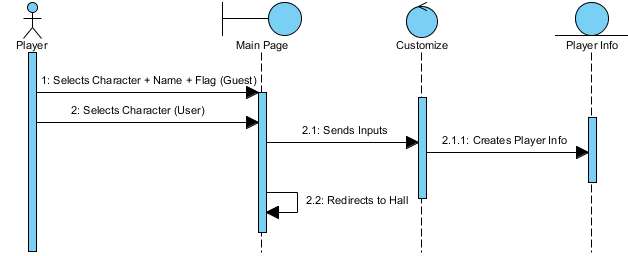 Player
Main Page
Customize
Player Info
1: Selects Character + Name + Flag (Guest)
2: Selects Character (User)
2.1: Sends Inputs
2.1.1: Creates Player Info
2.2: Redirects to Hall